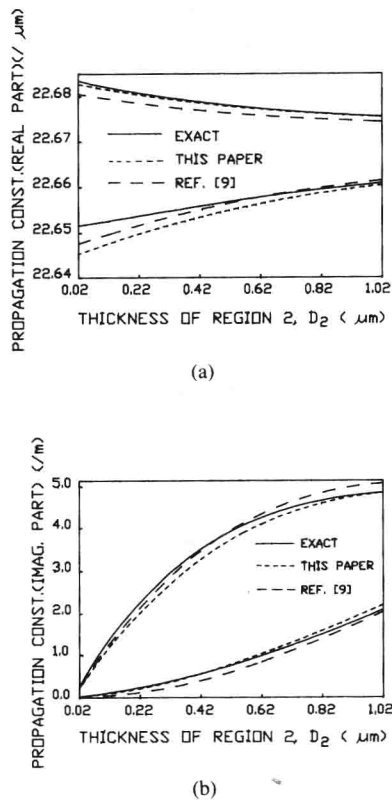 PROPAGATION CONST.(REAL PART)(/ μm)
22.68
22.67
22.66
22.65
22.64
EXACT
THIS PAPER
REF. [9]
0.02 0.22 0.42 0.62 0.82 1.02
THICKNESS OF REGION 2, D2 ( μm)
(a)
PROPAGATION CONST.(IMAG. PART) (/m)
5.0
4.0
3.0
2.0
1.0
0.0
EXACT
THIS PAPER
REF. [9]
0.02 0.22 0.42 0.62 0.82 1.02
THICKNESS OF REGION 2, D2 ( μm)
(b)